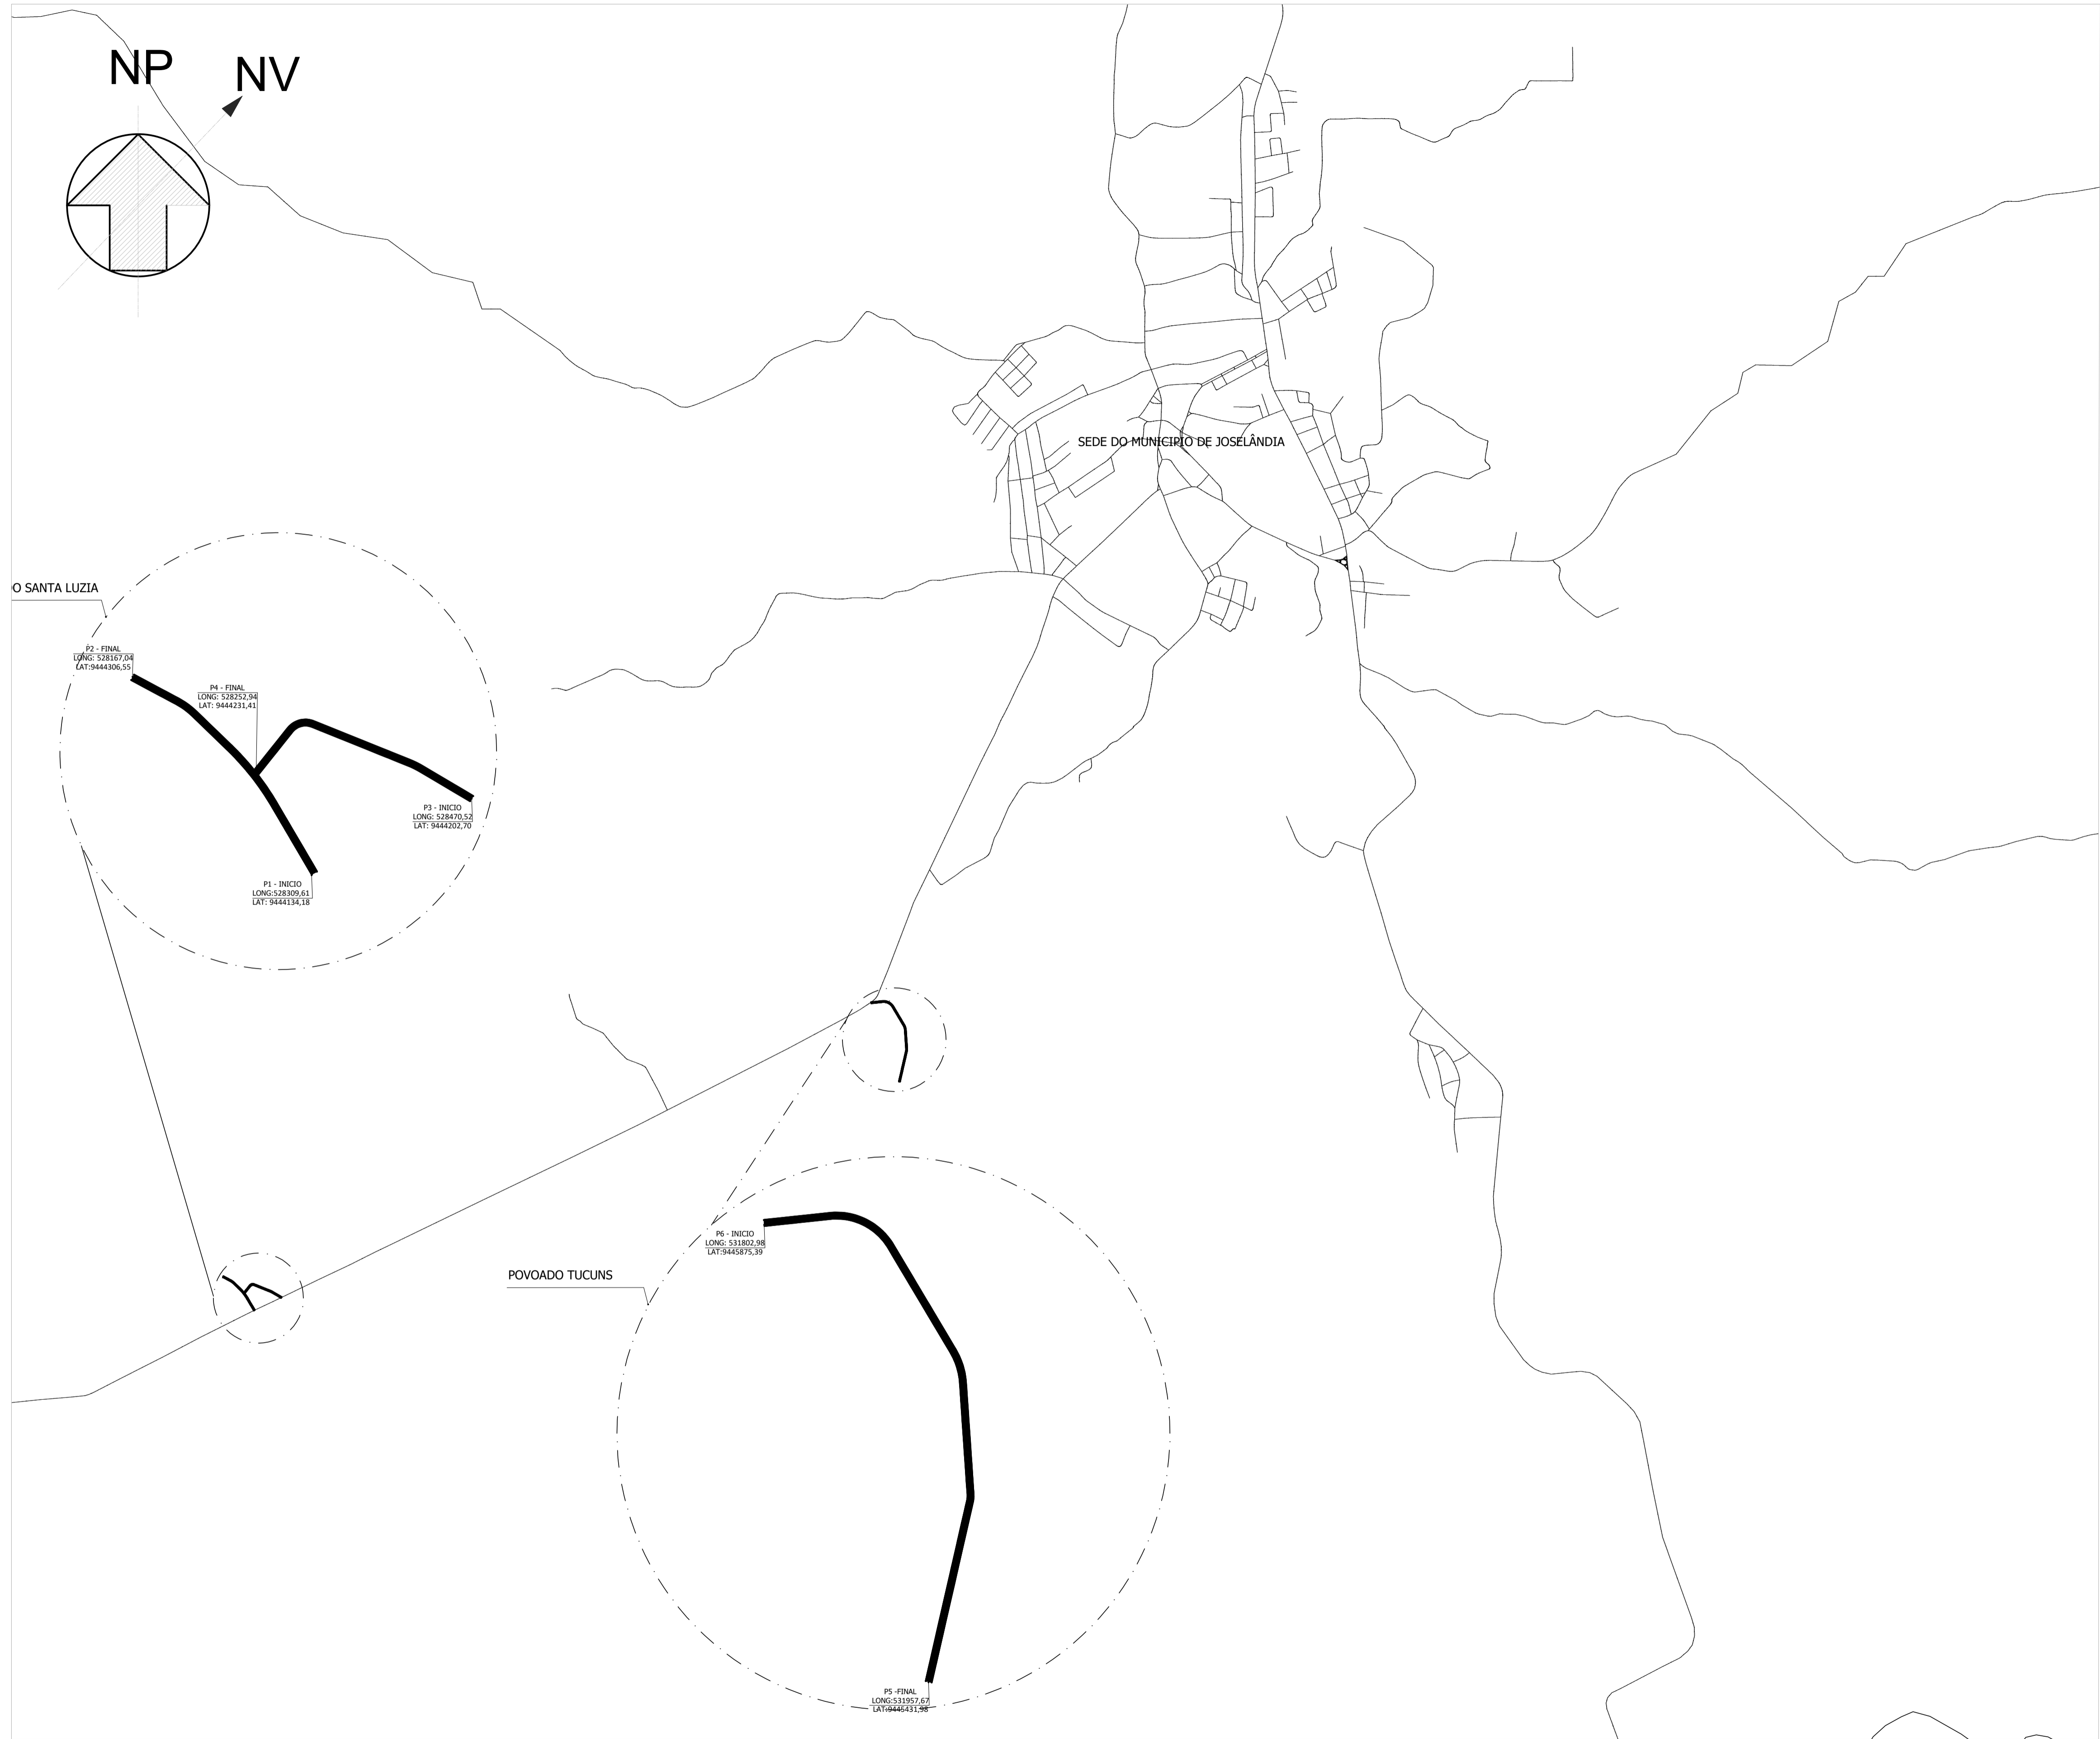 NP
NV
SEDE DO MUNICIPIO DE JOSELÂNDIA
O SANTA LUZIA
P2 - FINAL
LONG: 528167,04
LAT:9444306,55
P4 - FINAL
LONG: 528252,94
LAT: 9444231,41
P3 - INICIO
LONG: 528470,52
LAT: 9444202,70
P1 - INICIO
LONG:528309,61
LAT: 9444134,18
P6 - INICIO
LONG: 531802,98
LAT:9445875,39
POVOADO TUCUNS
P5 -FINAL
LONG:531957,67
LAT:9445431,98